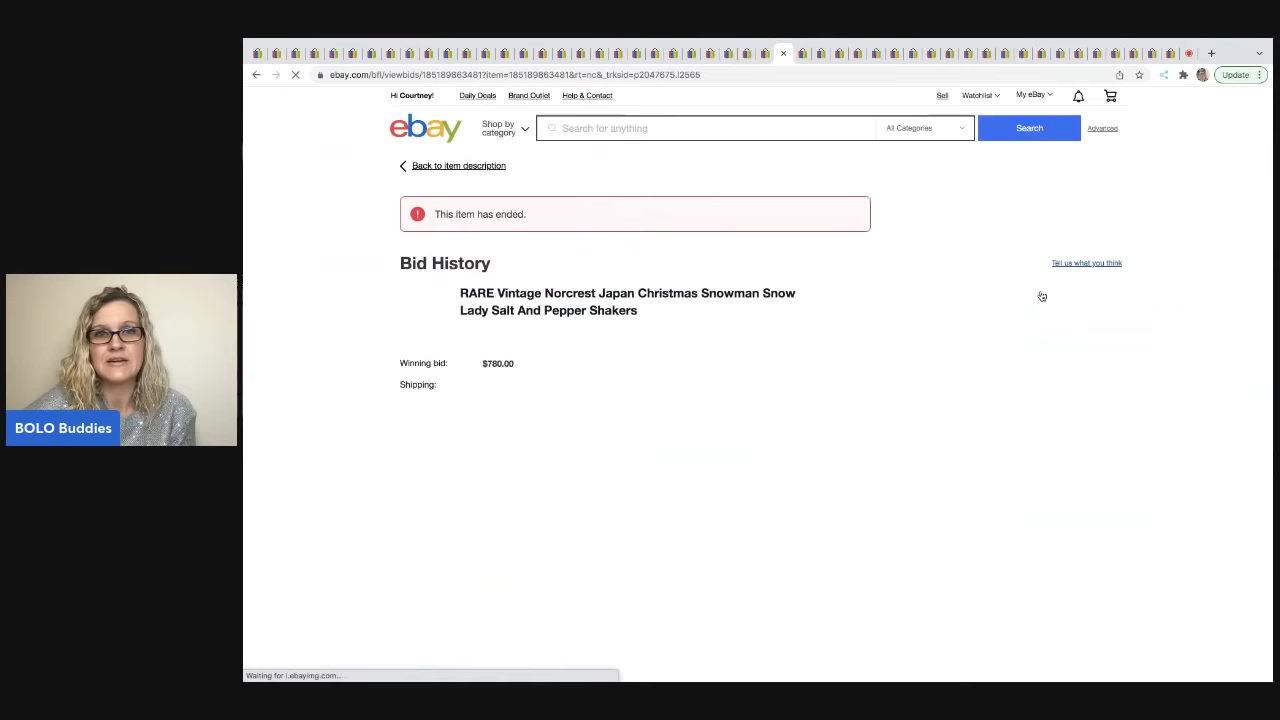 ebay.com/bfl/viewbids/185189863481?item=185189863481&rt=nc&_trksid=p2047675.l2565
Update
Hi Courtney!
Daily Deals
Brand Outlet
Help & Contact
Sell
Watchlist
My eBay
ebay
Shop by
category
Search for anything
All Categories
Search
Advanced
Back to item description
This item has ended.
Bid History
Tell us what you think
RARE Vintage Norcrest Japan Christmas Snowman Snow
Lady Salt And Pepper Shakers
Winning bid:
$780.00
Shipping:
BOLO Buddies
Waiting for i.ebayimg.com...